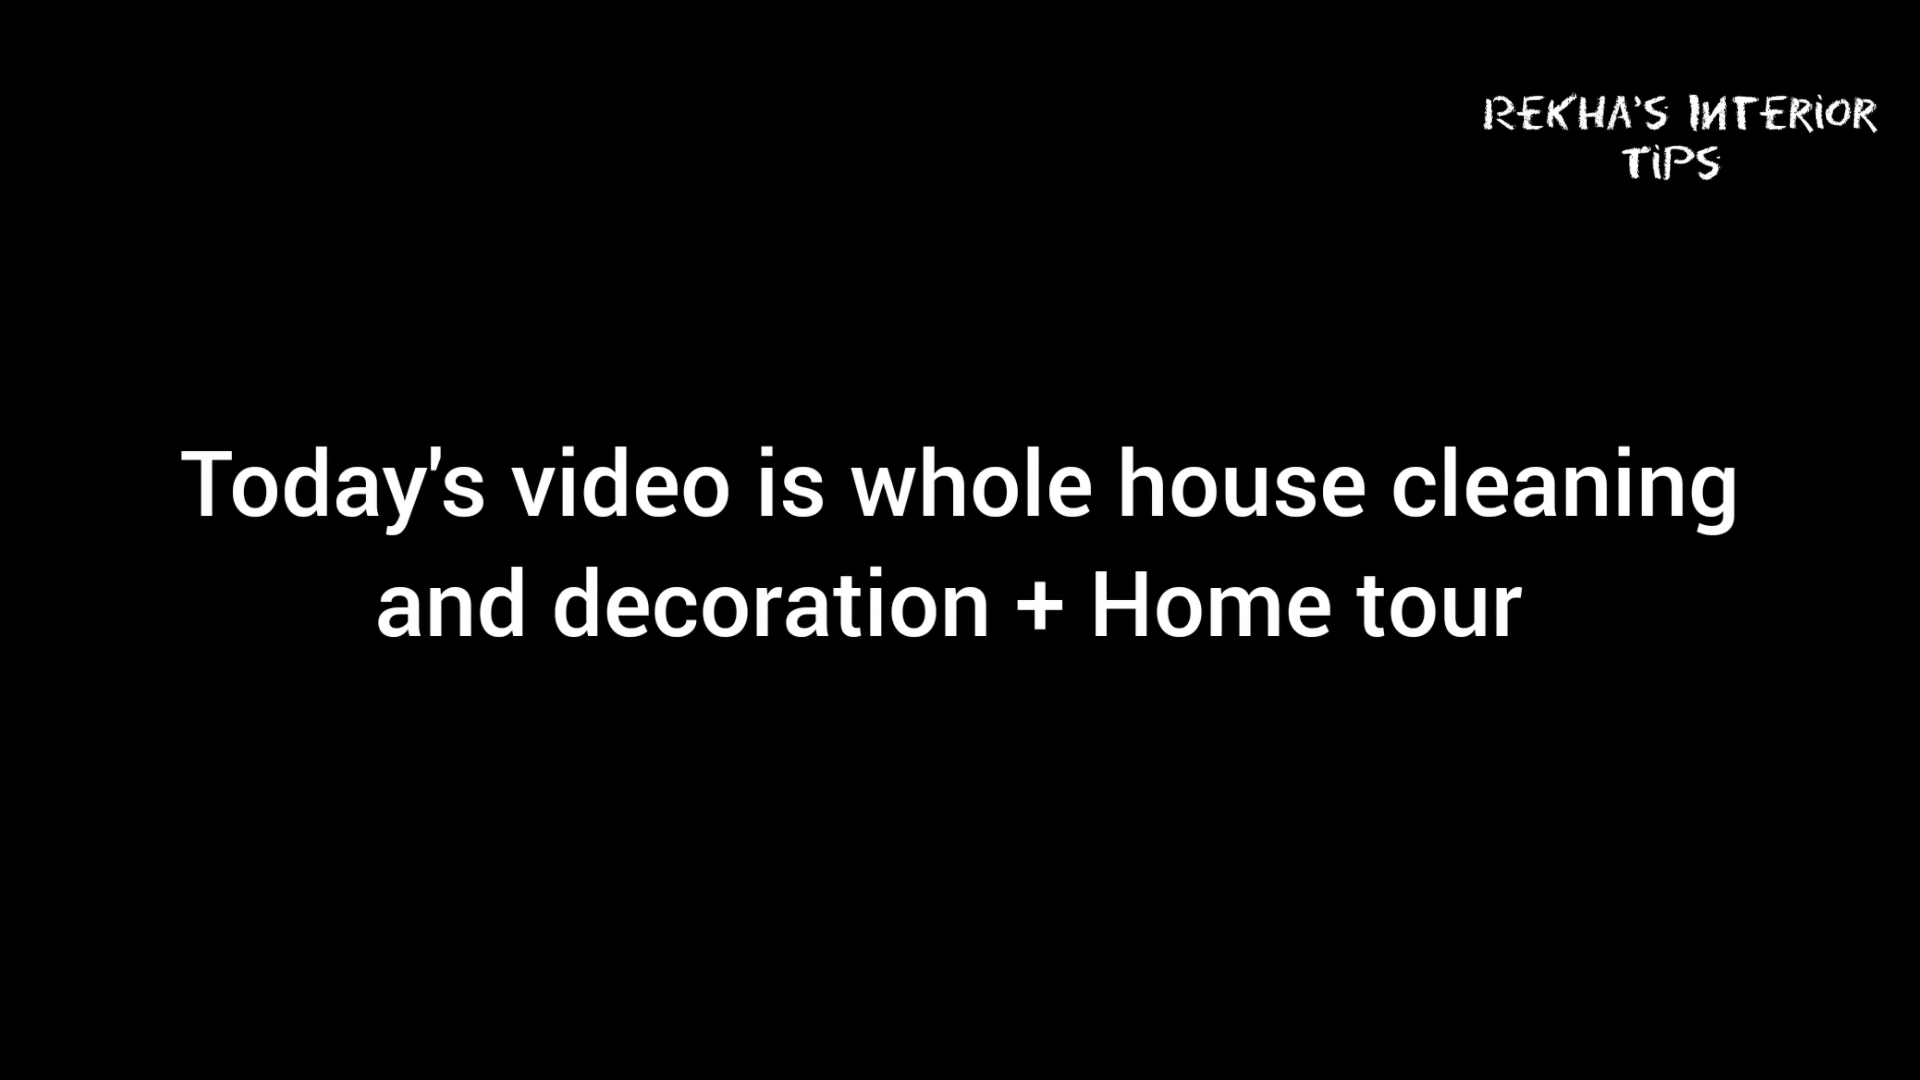 REKHA'S INTERIOR
TIPS
Today's video is whole house cleaning
and decoration + Home tour